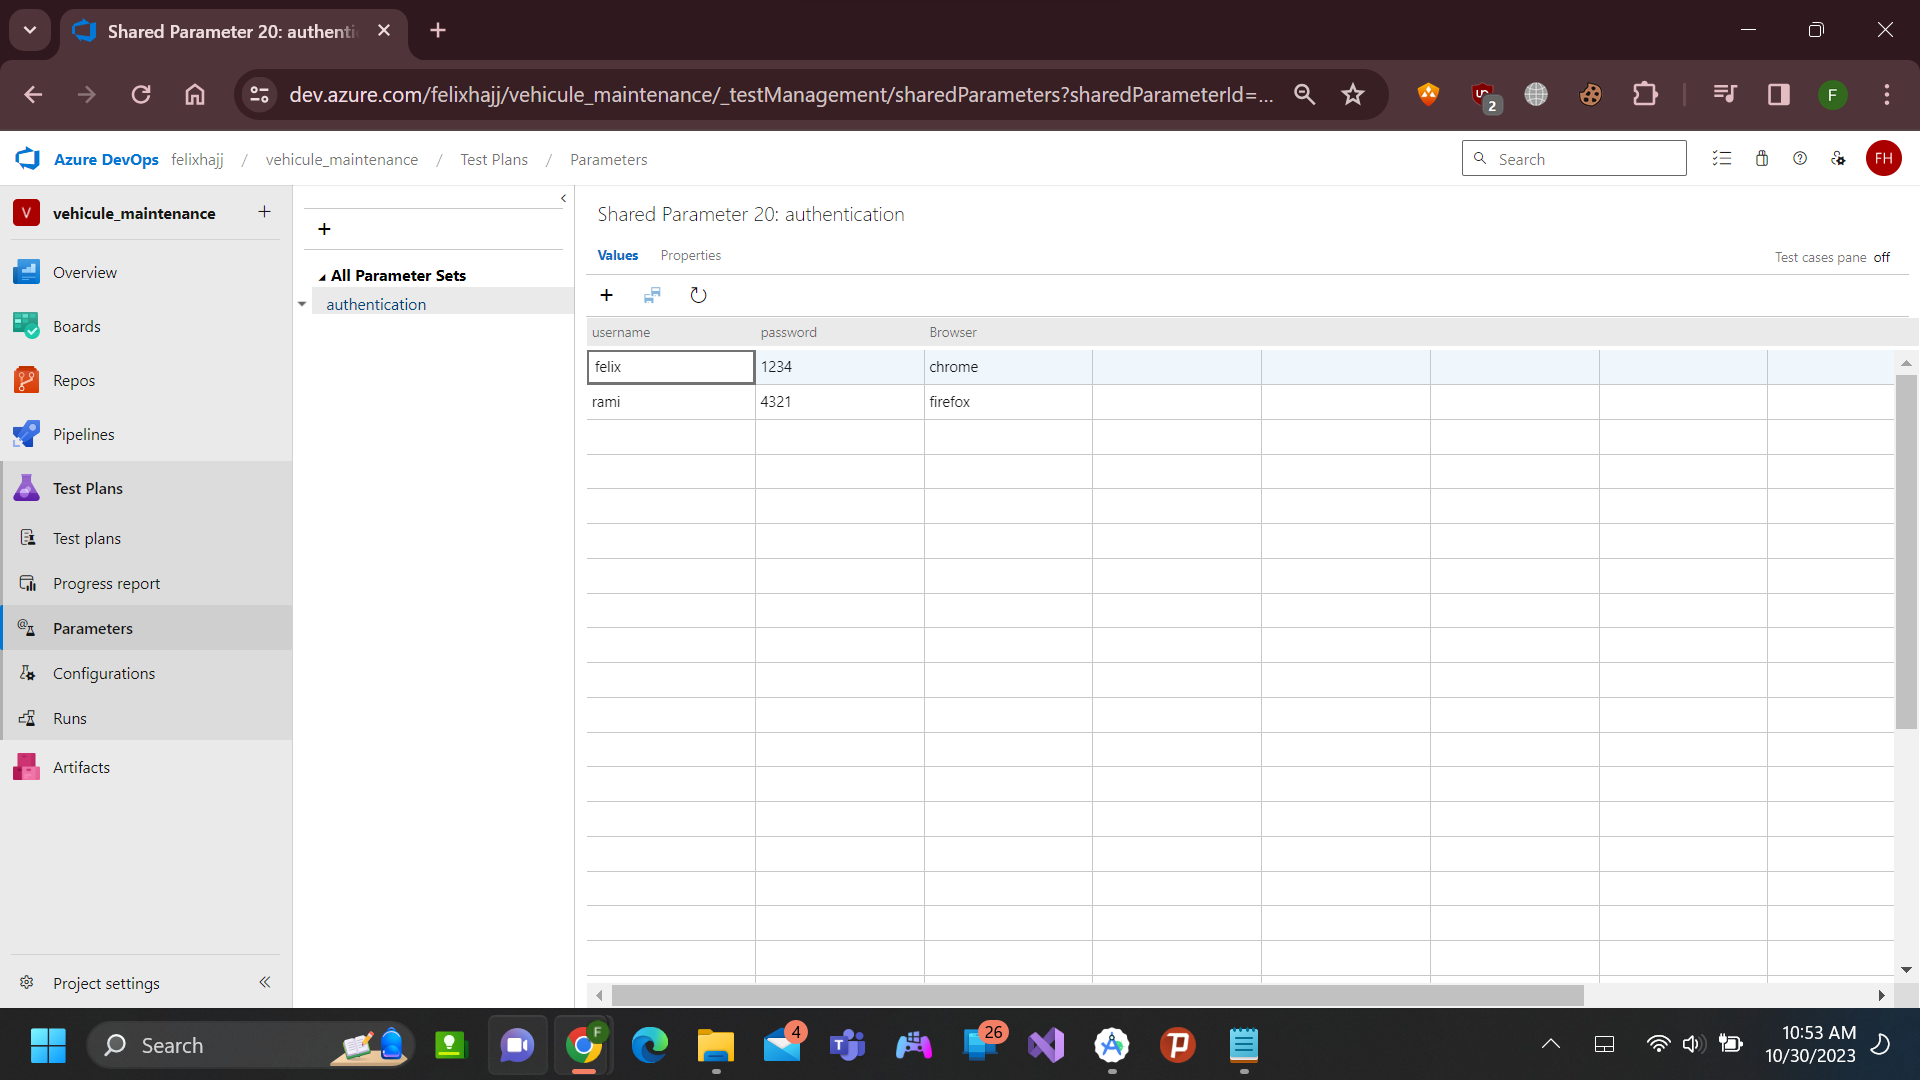 Shared Parameter 20: authenti
dev.azure.com/felixhajj/vehicule_maintenance/_testManagement/sharedParameters?sharedParameterId=...
2
F
Azure DevOps felixhajj / vehicule_maintenance / Test Plans / Parameters
Search
FH
V vehicule_maintenance
Overview
Boards
Repos
Pipelines
Test Plans
Test plans
Progress report
Parameters
Configurations
Runs
Artifacts
Project settings
All Parameter Sets
authentication
Shared Parameter 20: authentication
Values Properties
Test cases pane off
username password Browser
felix 1234 chrome
rami 4321 firefox
Search
F
4
26
10:53 AM
10/30/2023